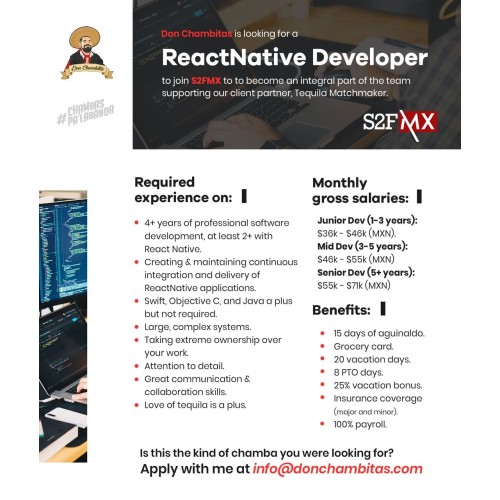 Don Chambitas is looking for a
ReactNative Developer
to join S2FMX to to become an integral part of the team
supporting our client partner, Tequila Matchmaker.
Don Chambitas
#CHAMBAS
PA'LABANDA
S2FMX
Required
experience on:
4+ years of professional software
development, at least 2+ with
React Native.
Creating & maintaining continuous
integration and delivery of
ReactNative applications.
Swift, Objective C, and Java a plus
but not required.
Large, complex systems.
Taking extreme ownership over
your work.
Attention to detail.
Great communication &
collaboration skills.
Love of tequila is a plus.
Monthly
gross salaries:
Junior Dev (1-3 years):
$36k - $46k (MXN).
Mid Dev (3-5 years):
$46k - $55k (MXN)
Senior Dev (5+ years):
$55k - $71k (MXN)
Benefits:
15 days of aguinaldo.
Grocery card.
20 vacation days.
8 PTO days.
25% vacation bonus.
Insurance coverage
(major and minor).
100% payroll.
Is this the kind of chamba you were looking for?
Apply with me at info@donchambitas.com